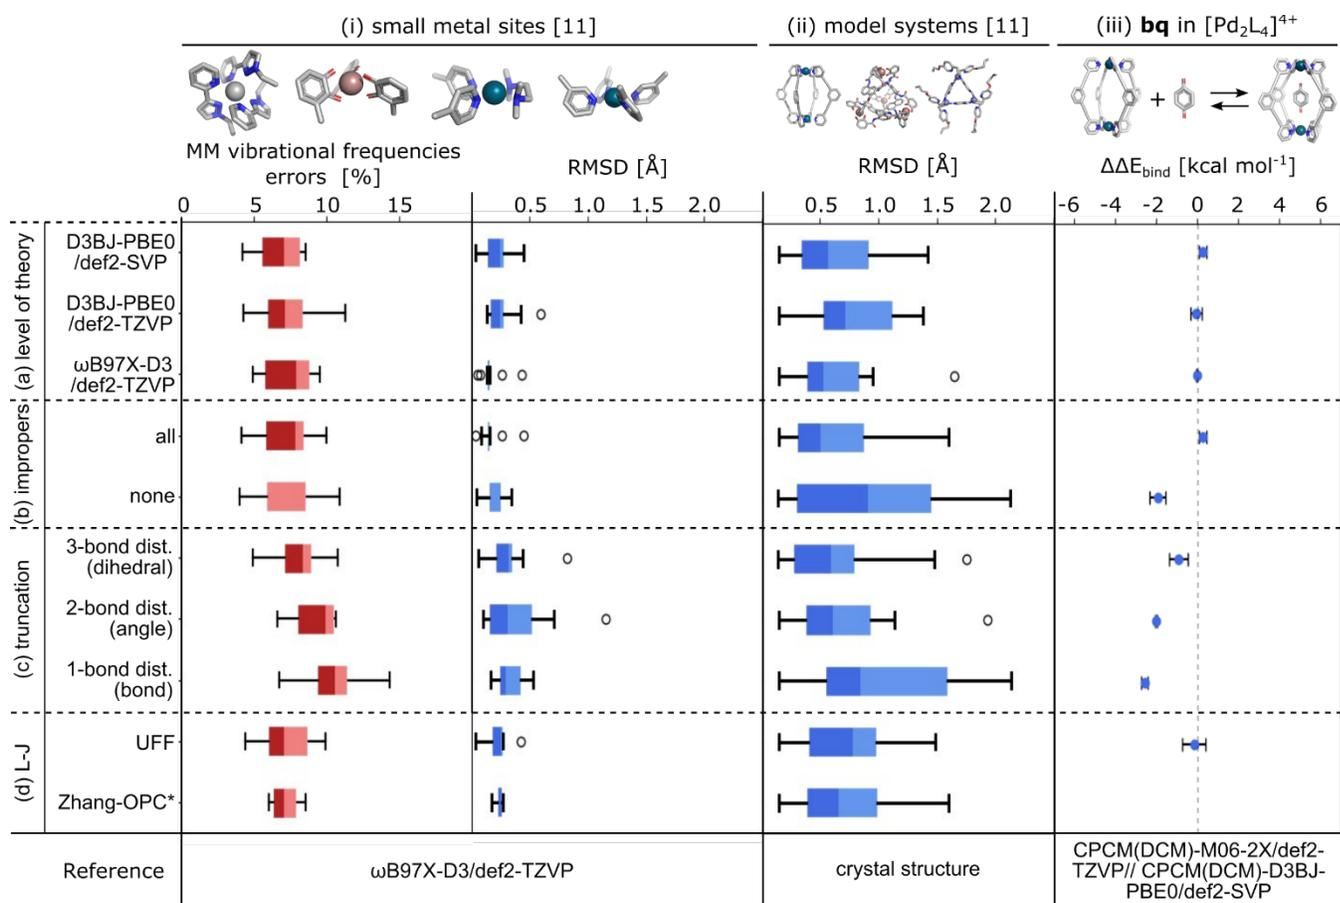 (i) small metal sites [11]
(ii) model systems [11]
(iii) bq in [Pd₂L₄]⁴⁺
+
MM vibrational frequencies
errors [%]
RMSD [Å]
RMSD [Å]
ΔΔE_bind [kcal mol⁻¹]
0 5 10 15
0.5 1.0 1.5 2.0
0.5 1.0 1.5 2.0
-6 -4 -2 0 2 4 6
(a) level of theory
D3BJ-PBE0
/def2-SVP
D3BJ-PBE0
/def2-TZVP
ωB97X-D3
/def2-TZVP
(b) impropers
all
none
(c) truncation
3-bond dist.
(dihedral)
2-bond dist.
(angle)
1-bond dist.
(bond)
(d) L-J
UFF
Zhang-OPC*
Reference
ωB97X-D3/def2-TZVP
crystal structure
CPCM(DCM)-M06-2X/def2-
TZVP// CPCM(DCM)-D3BJ-
PBE0/def2-SVP